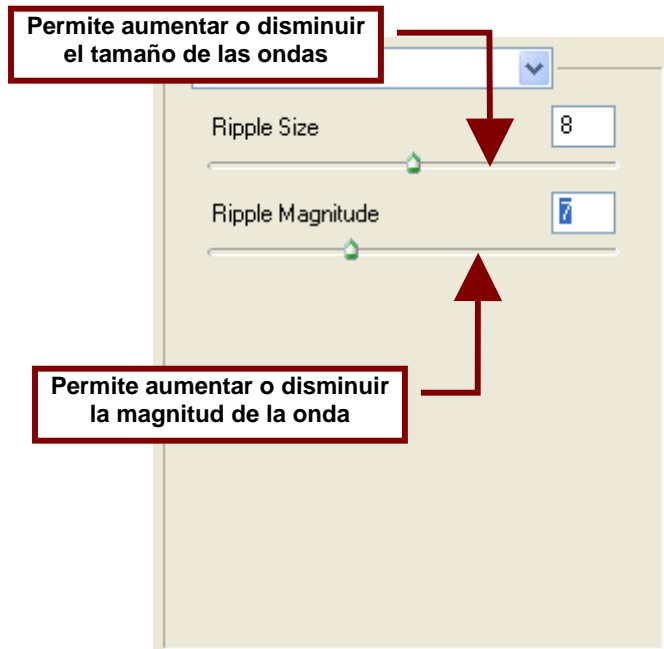 Permite aumentar o disminuir
el tamaño de las ondas
Ripple Size 8
Ripple Magnitude 7
Permite aumentar o disminuir
la magnitud de la onda